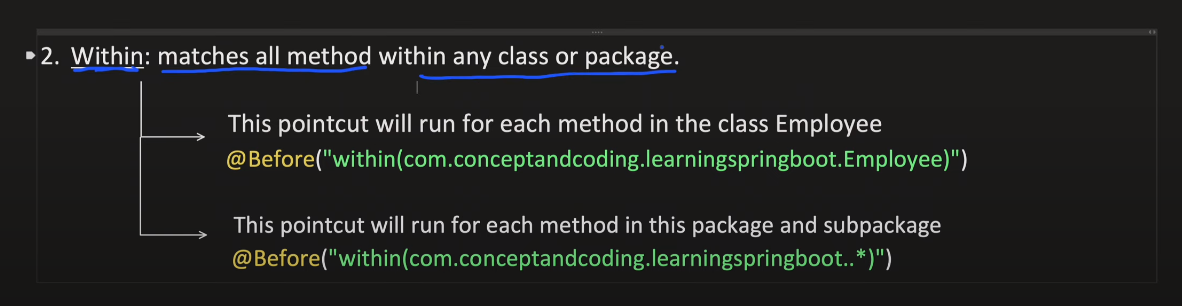 2. Within: matches all method within any class or package.
This pointcut will run for each method in the class Employee
@Before("within(com.conceptandcoding.learningspringboot.Employee)")
This pointcut will run for each method in this package and subpackage
@Before("within(com.conceptandcoding.learningspringboot..*)")